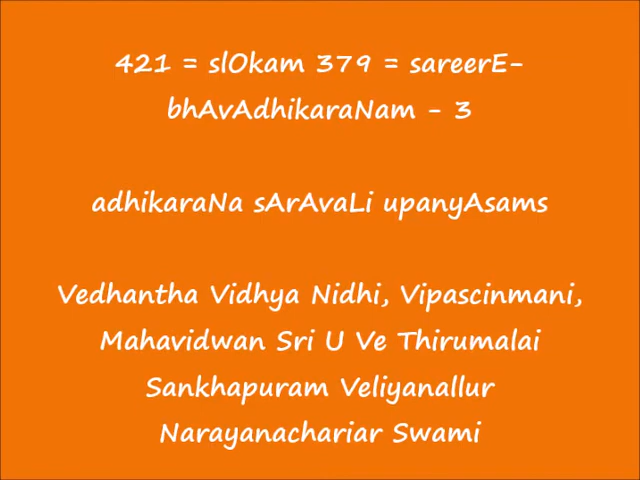 421 = slOkam 379 = sareerE-
bhAvAdhikaraNam - 3
adhikaraNa sArAvaLi upanyAsams
Vedhantha Vidhya Nidhi, Vipascinmani,
Mahavidwan Sri U Ve Thirumalai
Sankhapuram Veliyanallur
Narayanachariar Swami